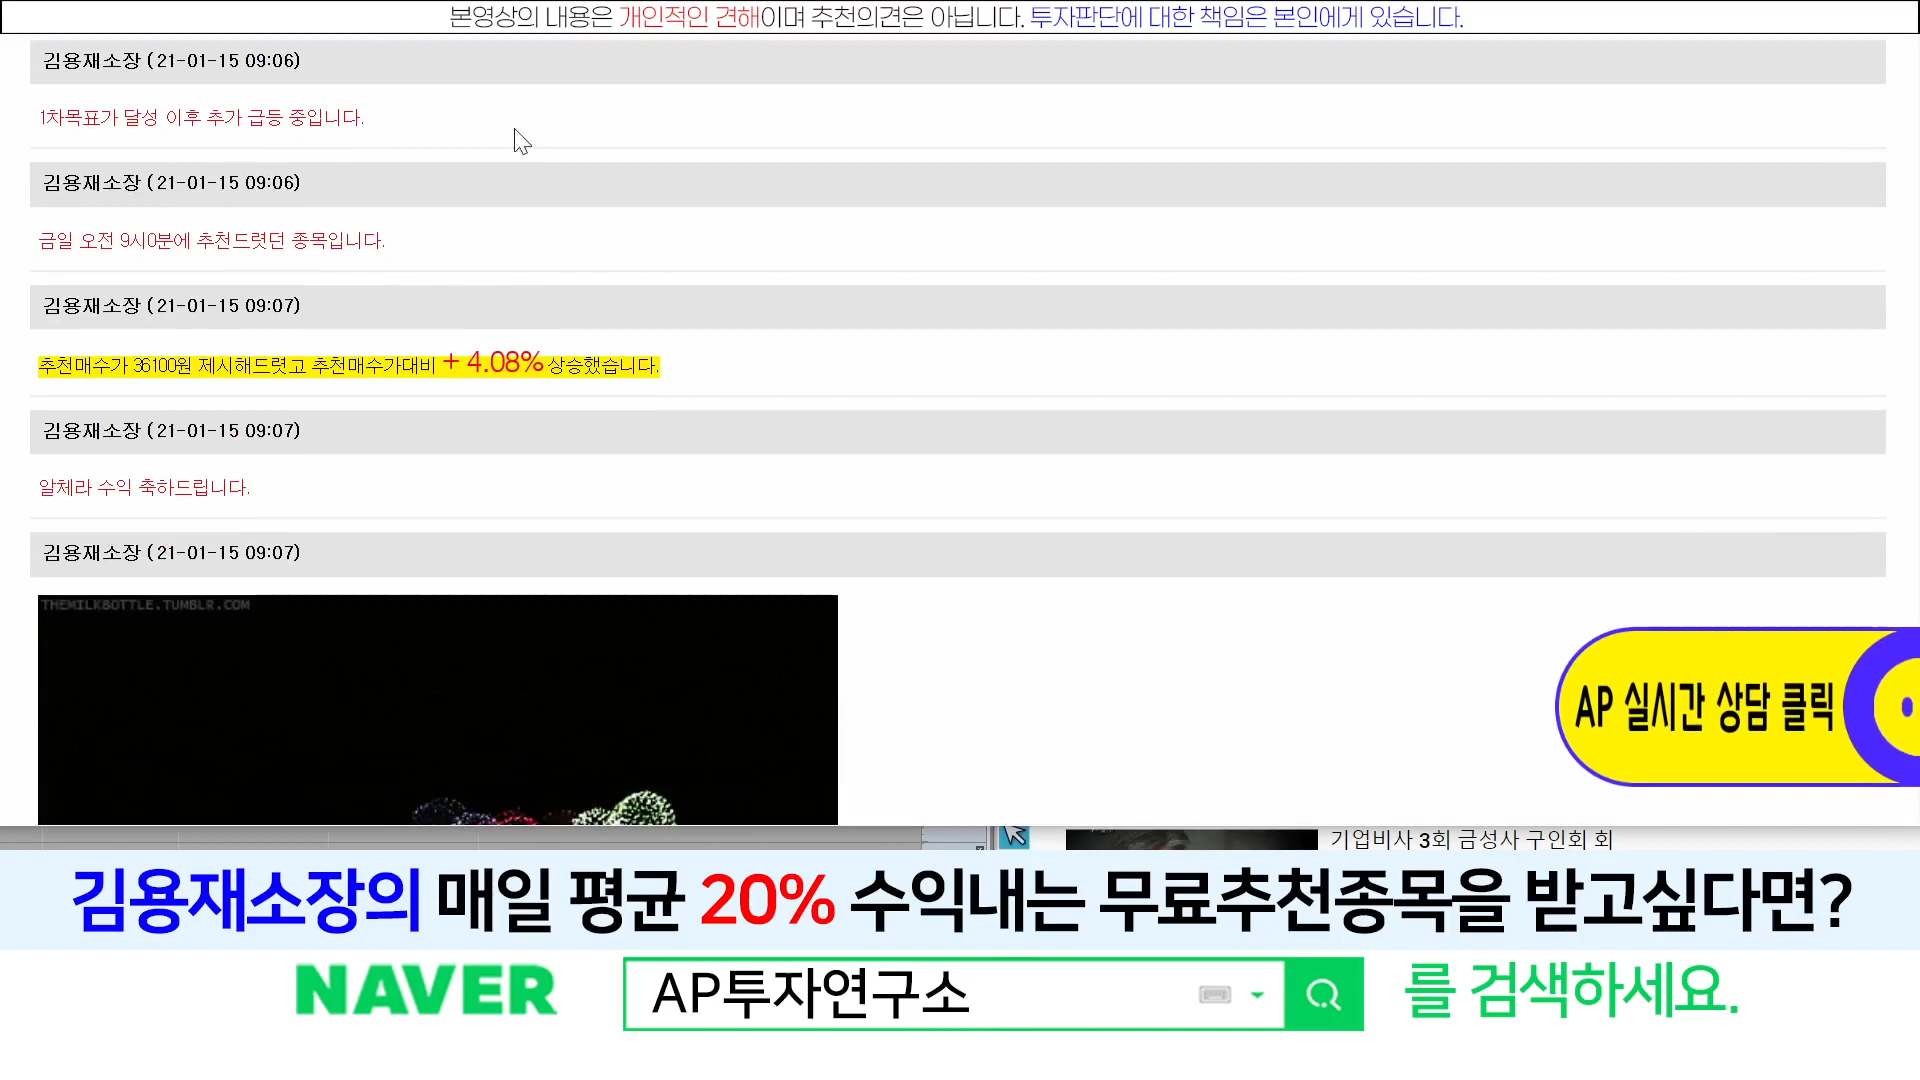 본영상의 내용은 개인적인 견해이며 추천의견은 아닙니다. 투자판단에 대한 책임은 본인에게 있습니다.
김용재소장 (21-01-15 09:06)
1차목표가 달성 이후 추가 급등 중입니다.
김용재소장 (21-01-15 09:06)
금일 오전 9시0분에 추천드렷던 종목입니다.
김용재소장 (21-01-15 09:07)
추천매수가 36100원 제시해드렷고 추천매수가대비 + 4.08% 상승했습니다.
김용재소장 (21-01-15 09:07)
알체라 수익 축하드립니다.
김용재소장 (21-01-15 09:07)
THEMILKBOTTLE.TUMBLR.COM
AP 실시간 상담 클릭
기업비사 3회 금성사 구인회 회
김용재소장의 매일 평균 20% 수익내는 무료추천종목을 받고싶다면?
NAVER AP투자연구소 를 검색하세요.